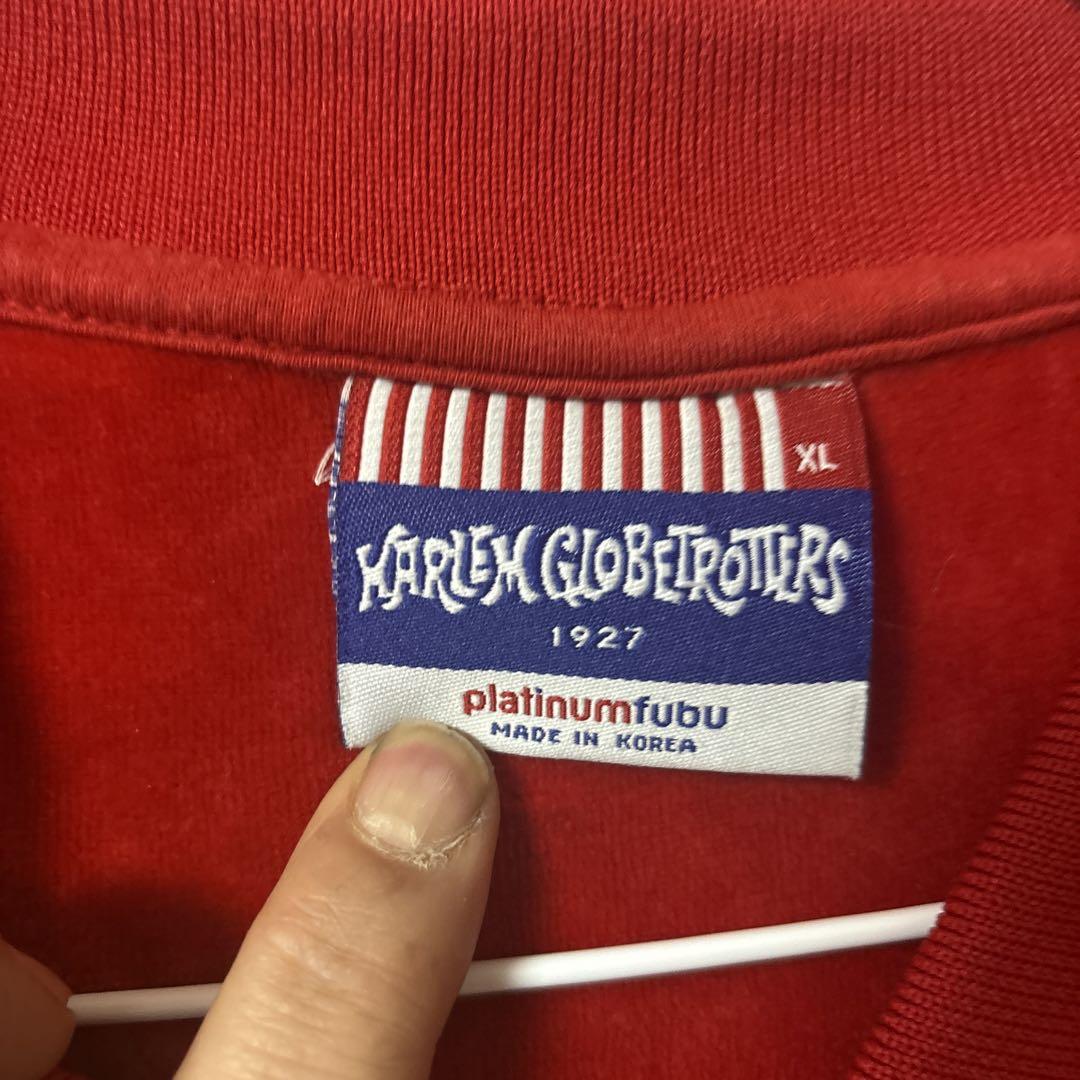 XL
HARLEM GLOBETROTTERS
1927
platinumfubu
MADE IN KOREA